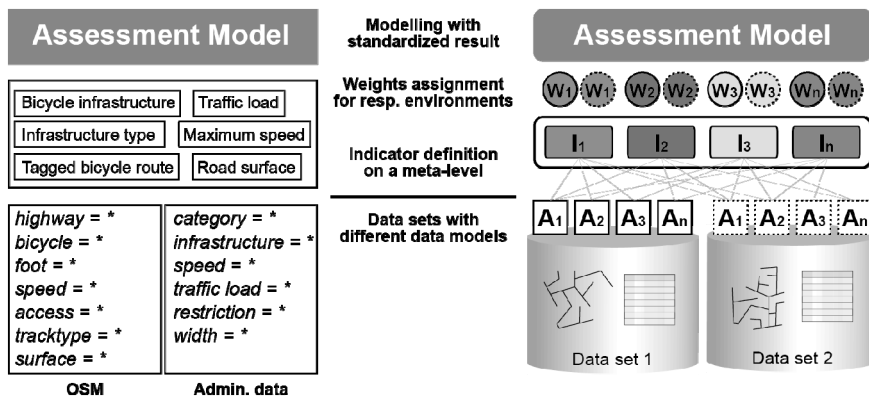 Assessment Model
Bicycle infrastructure
Traffic load
Infrastructure type
Maximum speed
Tagged bicycle route
Road surface
highway = *
bicycle = *
foot = *
speed = *
access = *
tracktype = *
surface = *
OSM
category = *
infrastructure = *
speed = *
traffic load = *
restriction = *
width = *
Admin. data
Modelling with
standardized result
Weights assignment
for resp. environments
Indicator definition
on a meta-level
Data sets with
different data models
Assessment Model
W1 W1 W2 W2 W3 W3 Wn Wn
I1 I2 I3 In
A1 A2 A3 An A1 A2 A3 An
Data set 1
Data set 2